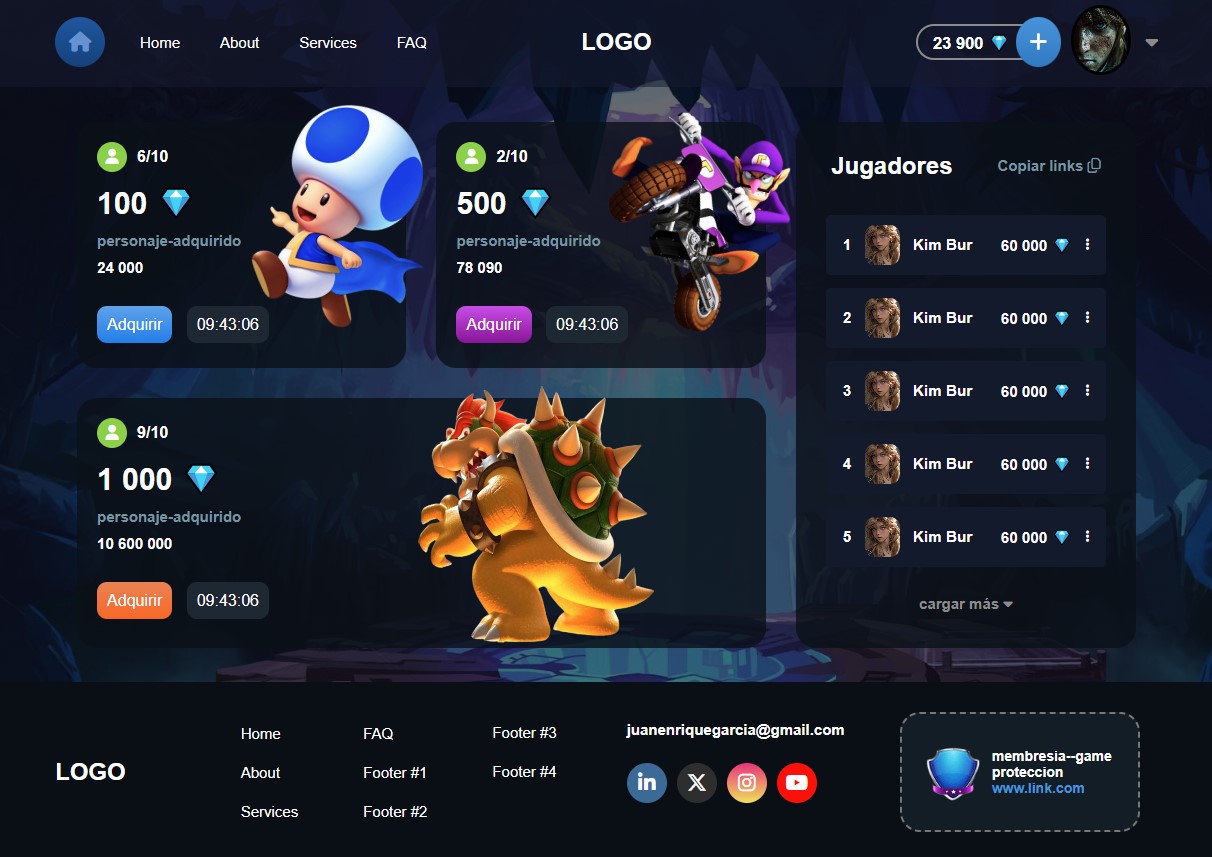 Home
About
Services
FAQ
LOGO
23 900
6/10
100
personaje-adquirido
24 000
Adquirir
09:43:06
2/10
500
personaje-adquirido
78 090
Adquirir
09:43:06
9/10
1 000
personaje-adquirido
10 600 000
Adquirir
09:43:06
Jugadores
Copiar links
1 Kim Bur 60 000
2 Kim Bur 60 000
3 Kim Bur 60 000
4 Kim Bur 60 000
5 Kim Bur 60 000
cargar más
LOGO
Home
About
Services
FAQ
Footer #1
Footer #2
Footer #3
Footer #4
juanenriquegarcia@gmail.com
membresia--game
proteccion
www.link.com